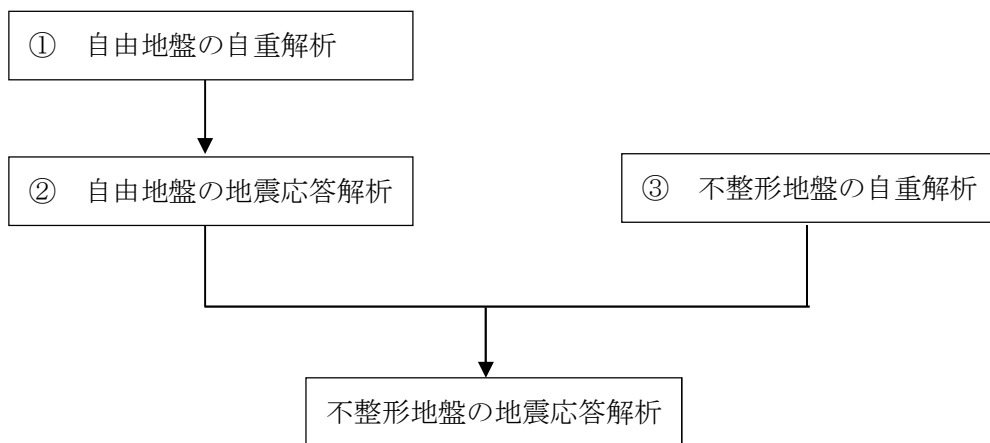 ① 自由地盤の自重解析
② 自由地盤の地震応答解析
③ 不整形地盤の自重解析
不整形地盤の地震応答解析